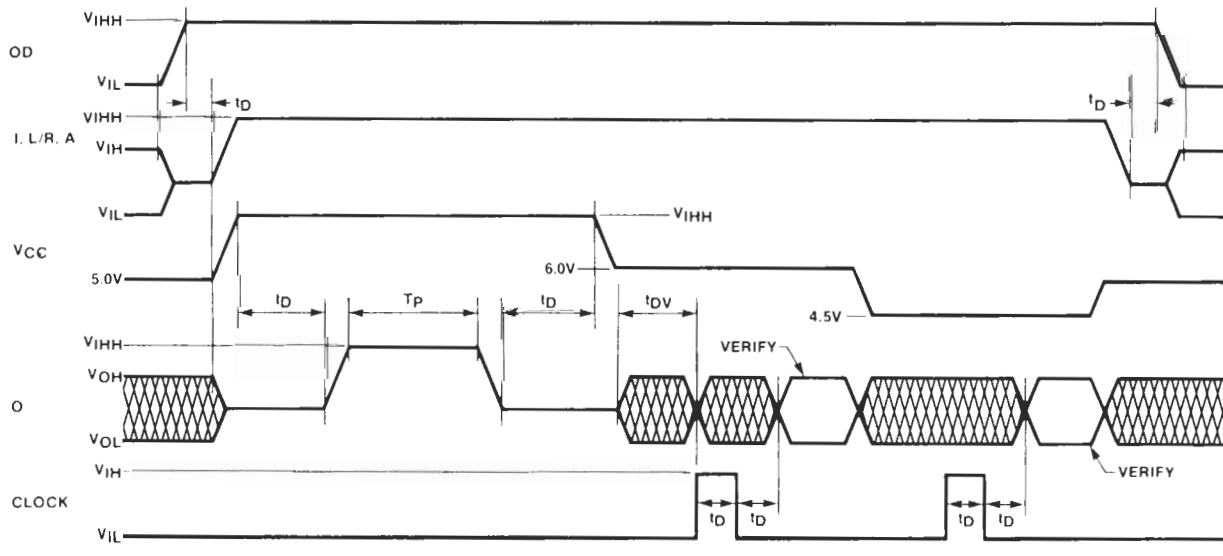 VIHH
OD
VIL
tD
tD
VIHH
I. L/R. A
VIH
VIL
VIHH
VCC
5.0V
6.0V
4.5V
tD
TP
tD
tDV
VIHH
VERIFY
VOH
O
VOL
VERIFY
VIH
CLOCK
tD
tD
tD
tD
VIL